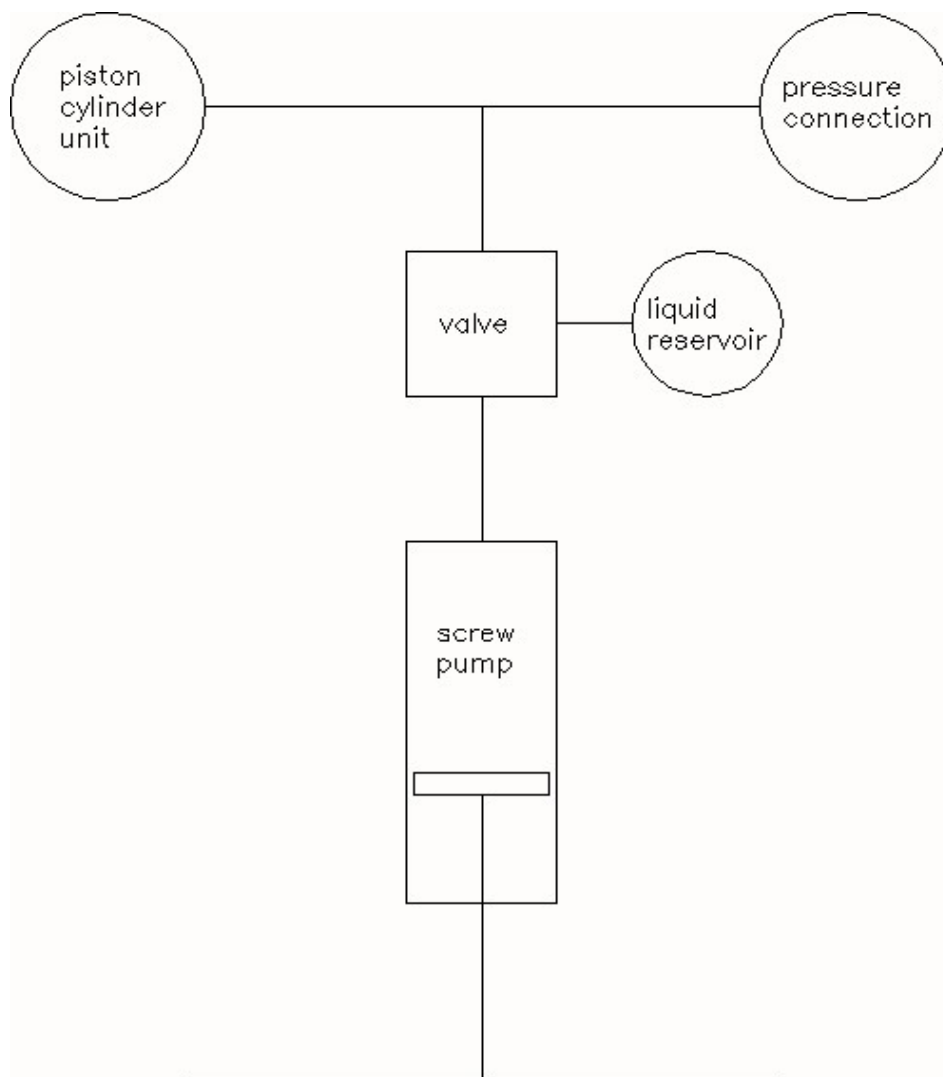 piston
cylinder
unit
pressure
connection
valve
liquid
reservoir
screw
pump